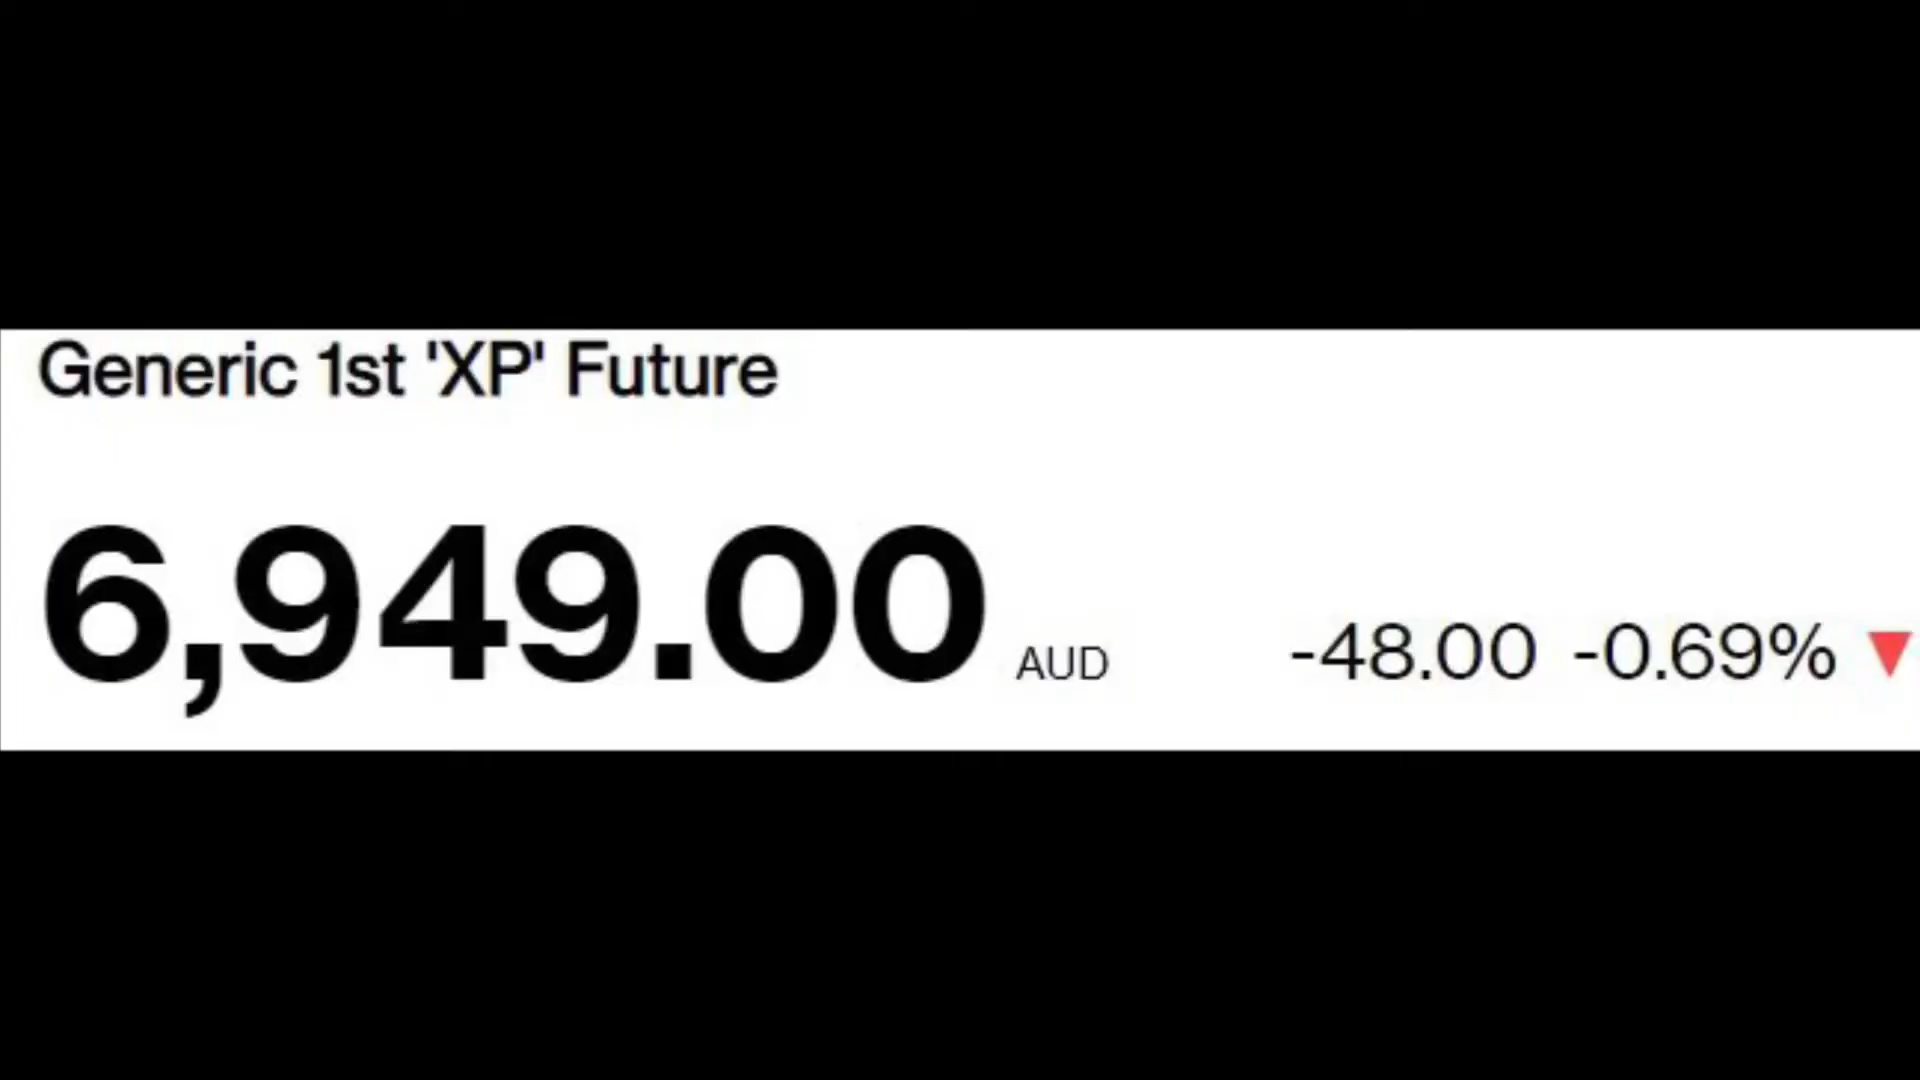 Generic 1st 'XP' Future
6,949.00 AUD -48.00 -0.69% ▼